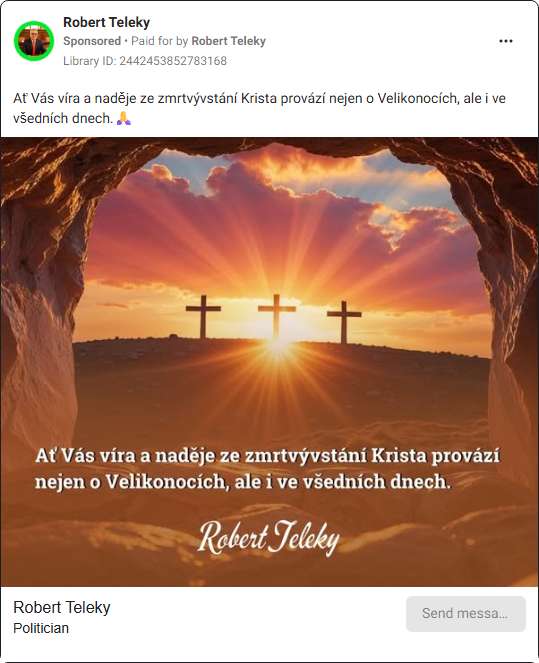 Robert Teleky
Sponsored • Paid for by Robert Teleky
Library ID: 2442453852783168
Ať Vás víra a naděje ze zmrtvývstání Krista provází nejen o Velikonocích, ale i ve
všedních dnech.🙏
Ať Vás víra a naděje ze zmrtvývstání Krista provází
nejen o Velikonocích, ale i ve všedních dnech.
Robert Teleky
Robert Teleky
Politician
Send messa...